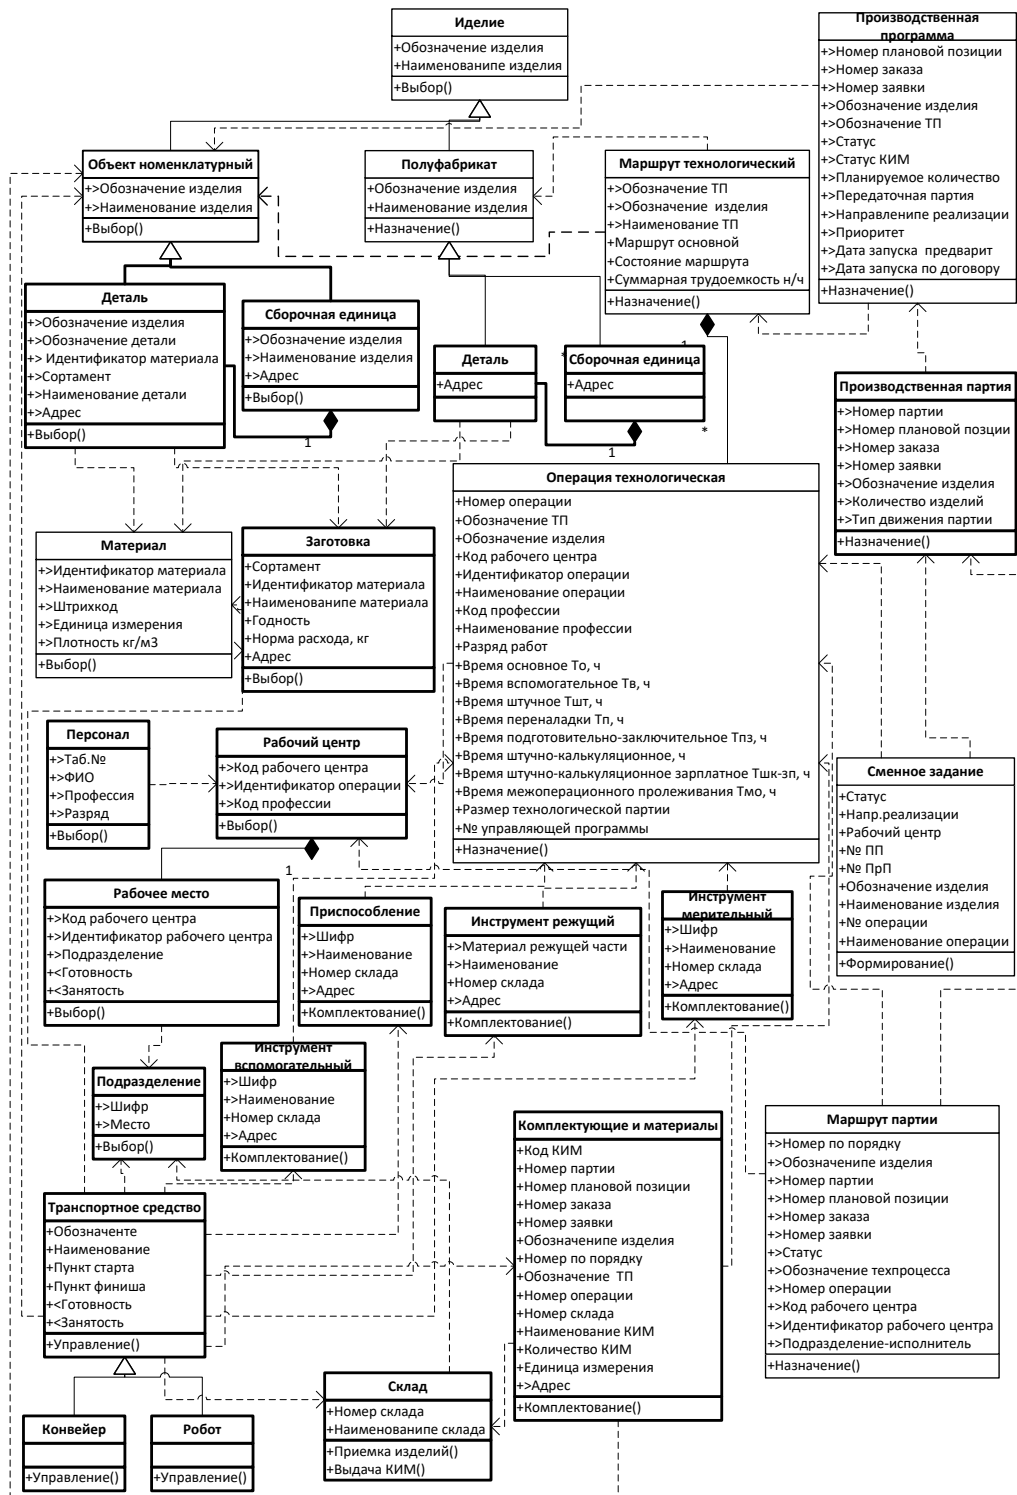 Иделие
+Обозначение изделия
+Наименованипе изделия
+Выбор()
Производственная
программа
+>Номер плановой позиции
+>Номер заказа
+>Номер заявки
+>Обозначение изделия
+>Обозначение ТП
+>Статус
+>Статус КИМ
+>Планируемое количество
+>Передаточная партия
+>Направленипе реализации
+>Приоритет
+>Дата запуска предварит
+>Дата запуска по договору
+Назначение()
Объект номенклатурный
+>Обозначение изделия
+>Наименование изделия
+Выбор()
Полуфабрикат
+Обозначение изделия
+Наименование изделия
+Назначение()
Маршрут технологический
+>Обозначение ТП
+>Обозначение изделия
+>Наименование ТП
+Маршрут основной
+Состояние маршрута
+Суммарная трудоемкость н/ч
+Назначение()
Деталь
+>Обозначение изделия
+>Обозначение детали
+> Идентификатор материала
+>Сортамент
+>Наименование детали
+>Адрес
+Выбор()
Сборочная единица
+>Обозначение изделия
+>Наименование изделия
+>Адрес
+Выбор()
1
Деталь
+Адрес
Сборочная единица
+Адрес
1
*
1
*
Производственная партия
+>Номер партии
+>Номер плановой позции
+>Номер заказа
+>Номер заявки
+>Обозначение изделия
+>Количество изделий
+>Тип движения партии
+Назначение()
Операция технологическая
+Номер операции
+Обозначение ТП
+Обозначение изделия
+Код рабочего центра
+Идентификатор операции
+Наименование операции
+Код профессии
+Наименование профессии
+Разряд работ
+Время основное То, ч
+Время вспомогательное Тв, ч
+Время штучное Тшт, ч
+Время переналадки Тп, ч
+Время подготовительно-заключительное Тпз, ч
+Время штучно-калькуляционное, ч
+Время штучно-калькуляционное зарплатное Тшк-зп, ч
+Время межоперационного пролеживания Тмо, ч
+Размер технологической партии
+№ управляющей программы
+Назначение()
Материал
+>Идентификатор материала
+>Наименование материала
+>Штрихкод
+>Единица измерения
+>Плотность кг/м3
+Выбор()
Заготовка
+Сортамент
+Идентификатор материала
+Наименованипе материала
+Годность
+Норма расхода, кг
+Адрес
+Выбор()
Персонал
+>Таб.№
+>ФИО
+>Профессия
+>Разряд
+Выбор()
Рабочий центр
+>Код рабочего центра
+>Идентификатор операции
+>Код профессии
+Выбор()
1
Сменное задание
+Статус
+Напр.реализации
+Рабочий центр
+№ ПП
+№ ПрП
+Обозначение изделия
+Наименование изделия
+№ операции
+Наименование операции
+Формирование()
Рабочее место
+>Код рабочего центра
+>Идентификатор рабочего центра
+>Подразделение
+<Готовность
+<Занятость
+Выбор()
Приспособление
+>Шифр
+Наименование
+Номер склада
+>Адрес
+Комплектование()
Инструмент режущий
+>Материал режущей части
+>Наименование
+Номер склада
+>Адрес
+Комплектование()
Инструмент
мерительный
+>Шифр
+>Наименование
+Номер склада
+>Адрес
+Комплектование()
Подразделение
+>Шифр
+>Место
+Выбор()
Инструмент
вспомогательный
+>Шифр
+>Наименование
+Номер склада
+>Адрес
+Комплектование()
Комплектующие и материалы
+Код КИМ
+Номер партии
+Номер плановой позиции
+Номер заказа
+Номер заявки
+Обозначенипе изделия
+Номер по порядку
+Обозначение ТП
+Номер операции
+Номер склада
+Наименование КИМ
+Количество КИМ
+Единица измерения
+>Адрес
+Комплектование()
Маршрут партии
+>Номер по порядку
+>Обозначенипе изделия
+>Номер партии
+>Номер плановой позиции
+>Номер заказа
+>Номер заявки
+>Статус
+>Обозначение техпроцесса
+>Номер операции
+>Код рабочего центра
+>Идентификатор рабочего центра
+>Подразделение-исполнитель
+Назначение()
Транспортное средство
+Обозначенте
+Наименование
+Пункт старта
+Пункт финиша
+<Готовность
+<Занятость
+Управление()
Конвейер
+Управление()
Робот
+Управление()
Склад
+Номер склада
+Наименованипе склада
+Приемка изделий()
+Выдача КИМ()